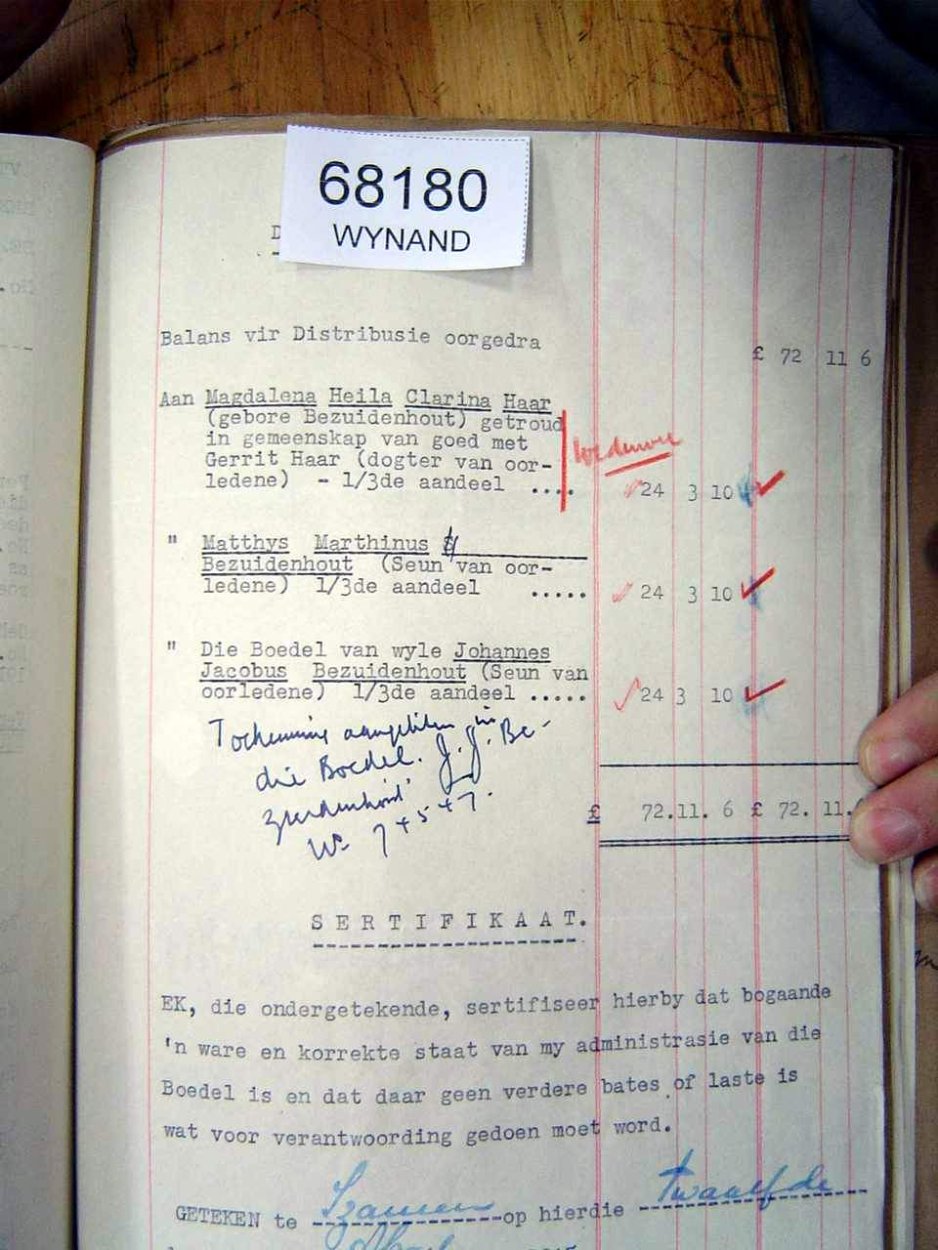 68180
WYNAND
D
Balans vir Distribusie oorgedra £ 72 11 6
Aan Magdalena Heila Clarina Haar
(gebore Bezuidenhout) getroud
in gemeenskap van goed met
Gerrit Haar (dogter van oor-
ledene) - 1/3de aandeel .... 24 3 10
" Matthys Marthinus
Bezuidenhout (Seun van oor-
ledene) 1/3de aandeel ..... 24 3 10
" Die Boedel van wyle Johannes
Jacobus Bezuidenhout (Seun van
oorledene) 1/3de aandeel ..... 24 3 10
die Boedel. J. J. Be-
zuidenhout
£ 72.11. 6 £ 72. 11.
SERTIFIKAAT.
EK, die ondergetekende, sertifiseer hierby dat bogaande
'n ware en korrekte staat van my administrasie van die
Boedel is en dat daar geen verdere bates of laste is
wat voor verantwoording gedoen moet word.
GETEKEN te op hierdie twaalfde